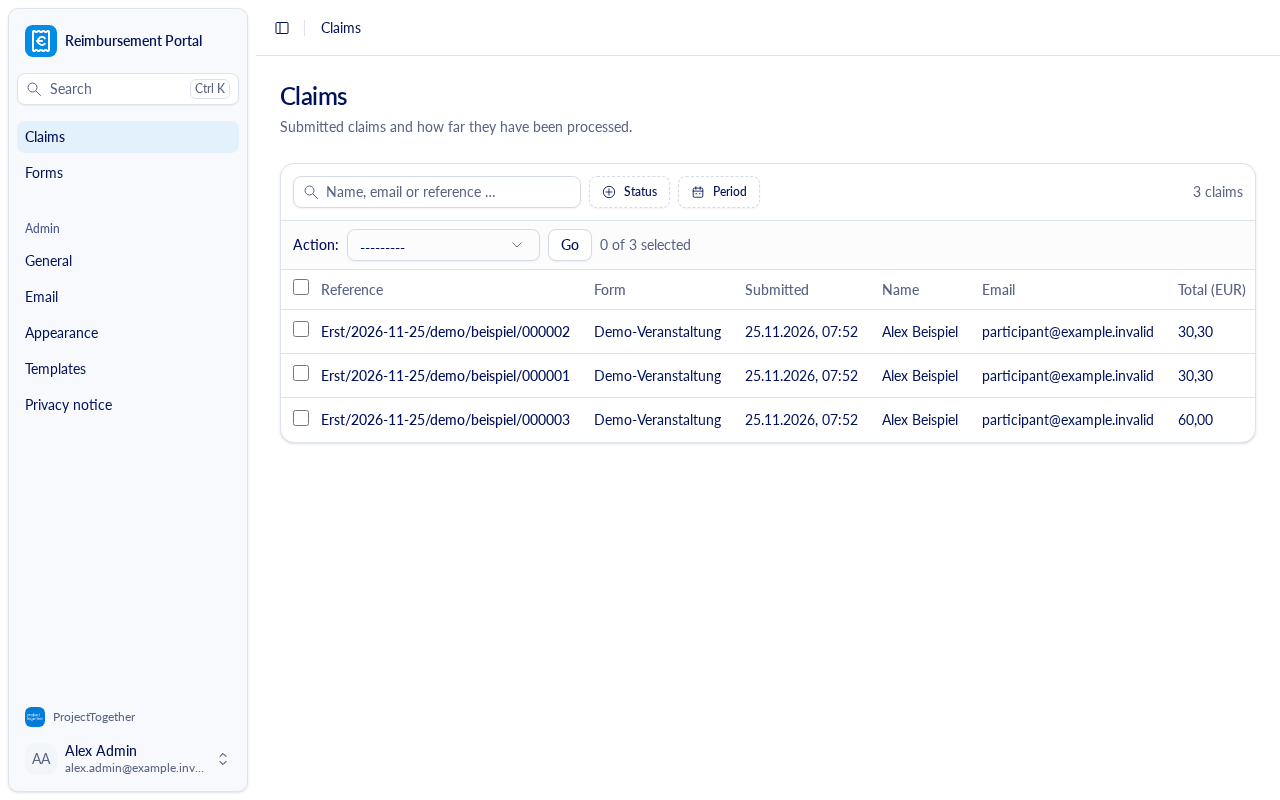 Reimbursement Portal
Search Ctrl K
Claims
Forms
Admin
General
Email
Appearance
Templates
Privacy notice
ProjectTogether
AA
Alex Admin
alex.admin@example.inv...
Claims
Claims
Submitted claims and how far they have been processed.
Name, email or reference ... Status Period 3 claims
Action: --------- Go 0 of 3 selected
Reference Form Submitted Name Email Total (EUR)
Erst/2026-11-25/demo/beispiel/000002 Demo-Veranstaltung 25.11.2026, 07:52 Alex Beispiel participant@example.invalid 30,30
Erst/2026-11-25/demo/beispiel/000001 Demo-Veranstaltung 25.11.2026, 07:52 Alex Beispiel participant@example.invalid 30,30
Erst/2026-11-25/demo/beispiel/000003 Demo-Veranstaltung 25.11.2026, 07:52 Alex Beispiel participant@example.invalid 60,00